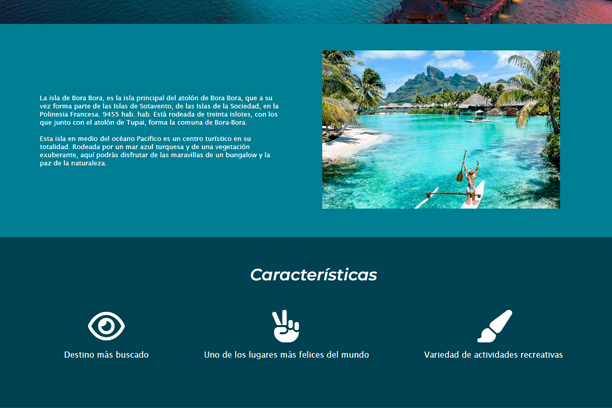 La isla de Bora Bora, es la isla principal del atolón de Bora Bora, que a su
vez forma parte de las Islas de Sotavento, de las Islas de la Sociedad, en la
Polinesia Francesa. 9455 hab. hab. Està rodeada de treinta islotes, con los
que junto con el atolón de Tupai, forma la comuna de Bora-Bora.
Esta isla en medio del océano Pacífico es un centro turístico en su
totalidad. Rodeada por un mar azul turquesa y de una vegetación
exuberante, aquí podrás disfrutar de las maravillas de un bungalow y la
paz de la naturaleza.
Características
Destino más buscado
Uno de los lugares más felices del mundo
Variedad de actividades recreativas